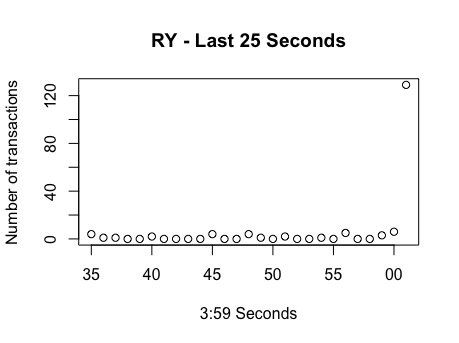 RY - Last 25 Seconds
Number of transactions
120
80
40
0
35 40 45 50 55 00
3:59 Seconds